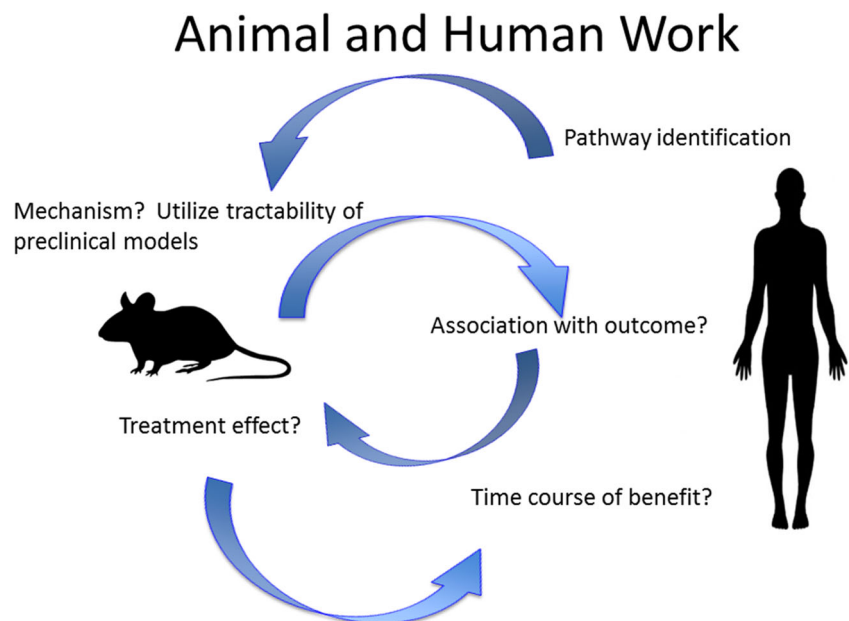 Animal and Human Work
Pathway identification
Mechanism?  Utilize tractability of
preclinical models
Association with outcome?
Treatment effect?
Time course of benefit?